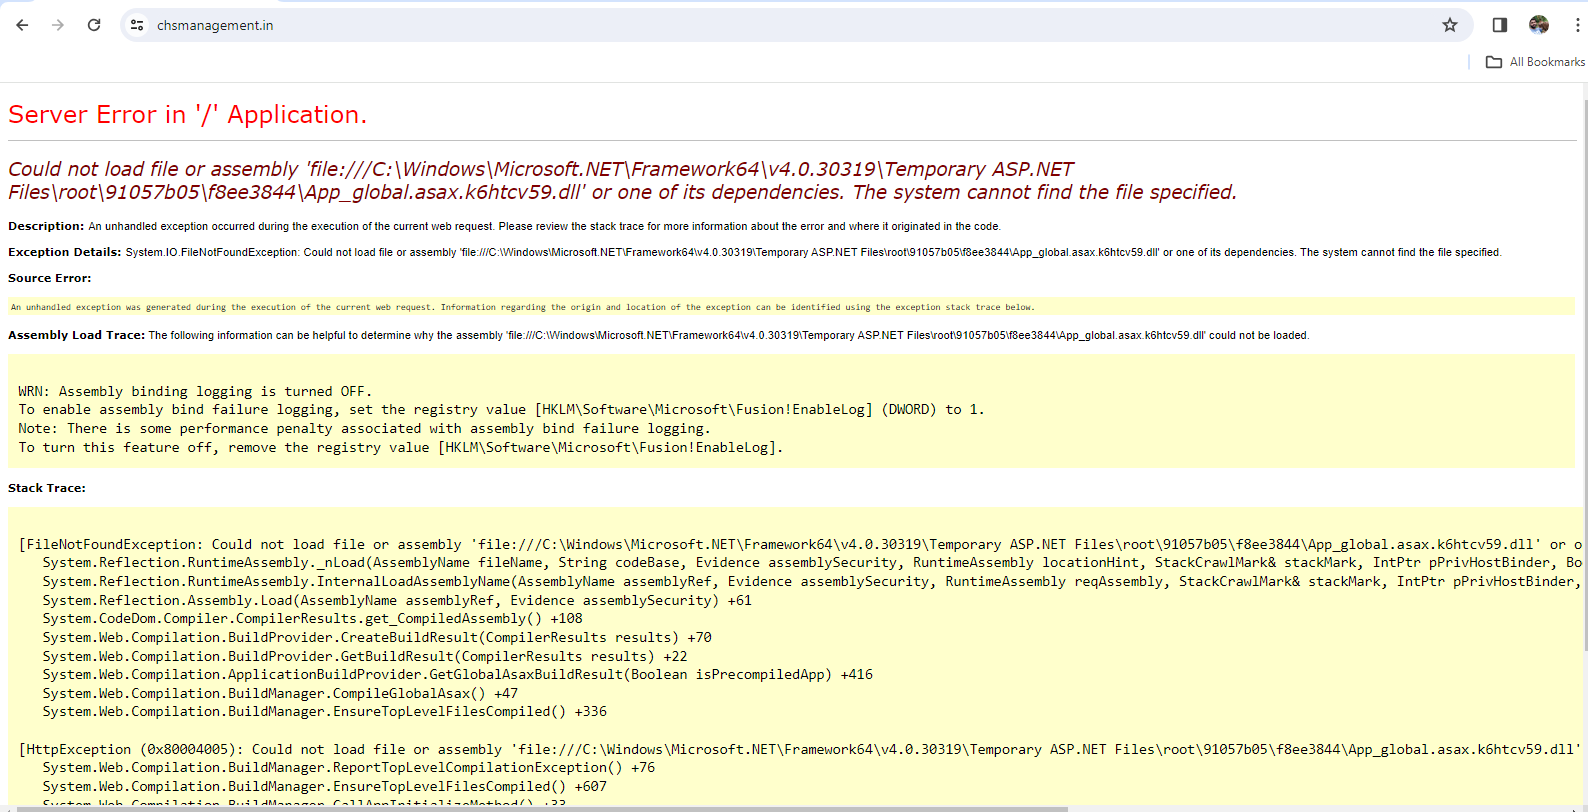 chsmanagement.in
All Bookmarks
Server Error in '/' Application.
Could not load file or assembly 'file:///C:\Windows\Microsoft.NET\Framework64\v4.0.30319\Temporary ASP.NET
Files\root\91057b05\f8ee3844\App_global.asax.k6htcv59.dll' or one of its dependencies. The system cannot find the file specified.
Description: An unhandled exception occurred during the execution of the current web request. Please review the stack trace for more information about the error and where it originated in the code.
Exception Details: System.IO.FileNotFoundException: Could not load file or assembly 'file:///C:\Windows\Microsoft.NET\Framework64\v4.0.30319\Temporary ASP.NET Files\root\91057b05\f8ee3844\App_global.asax.k6htcv59.dll' or one of its dependencies. The system cannot find the file specified.
Source Error:
An unhandled exception was generated during the execution of the current web request. Information regarding the origin and location of the exception can be identified using the exception stack trace below.
Assembly Load Trace: The following information can be helpful to determine why the assembly 'file:///C:\Windows\Microsoft.NET\Framework64\v4.0.30319\Temporary ASP.NET Files\root\91057b05\f8ee3844\App_global.asax.k6htcv59.dll' could not be loaded.
WRN: Assembly binding logging is turned OFF.
To enable assembly bind failure logging, set the registry value [HKLM\Software\Microsoft\Fusion!EnableLog] (DWORD) to 1.
Note: There is some performance penalty associated with assembly bind failure logging.
To turn this feature off, remove the registry value [HKLM\Software\Microsoft\Fusion!EnableLog].
Stack Trace:
[FileNotFoundException: Could not load file or assembly 'file:///C:\Windows\Microsoft.NET\Framework64\v4.0.30319\Temporary ASP.NET Files\root\91057b05\f8ee3844\App_global.asax.k6htcv59.dll' or o
System.Reflection.RuntimeAssembly._nLoad(AssemblyName fileName, String codeBase, Evidence assemblySecurity, RuntimeAssembly locationHint, StackCrawlMark& stackMark, IntPtr pPrivHostBinder, Bo
System.Reflection.RuntimeAssembly.InternalLoadAssemblyName(AssemblyName assemblyRef, Evidence assemblySecurity, RuntimeAssembly reqAssembly, StackCrawlMark& stackMark, IntPtr pPrivHostBinder,
System.Reflection.Assembly.Load(AssemblyName assemblyRef, Evidence assemblySecurity) +61
System.CodeDom.Compiler.CompilerResults.get_CompiledAssembly() +108
System.Web.Compilation.BuildProvider.CreateBuildResult(CompilerResults results) +70
System.Web.Compilation.BuildProvider.GetBuildResult(CompilerResults results) +22
System.Web.Compilation.ApplicationBuildProvider.GetGlobalAsaxBuildResult(Boolean isPrecompiledApp) +416
System.Web.Compilation.BuildManager.CompileGlobalAsax() +47
System.Web.Compilation.BuildManager.EnsureTopLevelFilesCompiled() +336
[HttpException (0x80004005): Could not load file or assembly 'file:///C:\Windows\Microsoft.NET\Framework64\v4.0.30319\Temporary ASP.NET Files\root\91057b05\f8ee3844\App_global.asax.k6htcv59.dll'
System.Web.Compilation.BuildManager.ReportTopLevelCompilationException() +76
System.Web.Compilation.BuildManager.EnsureTopLevelFilesCompiled() +607
System.Web.Compilation.BuildManager.CallAppInitializeMethod() +33